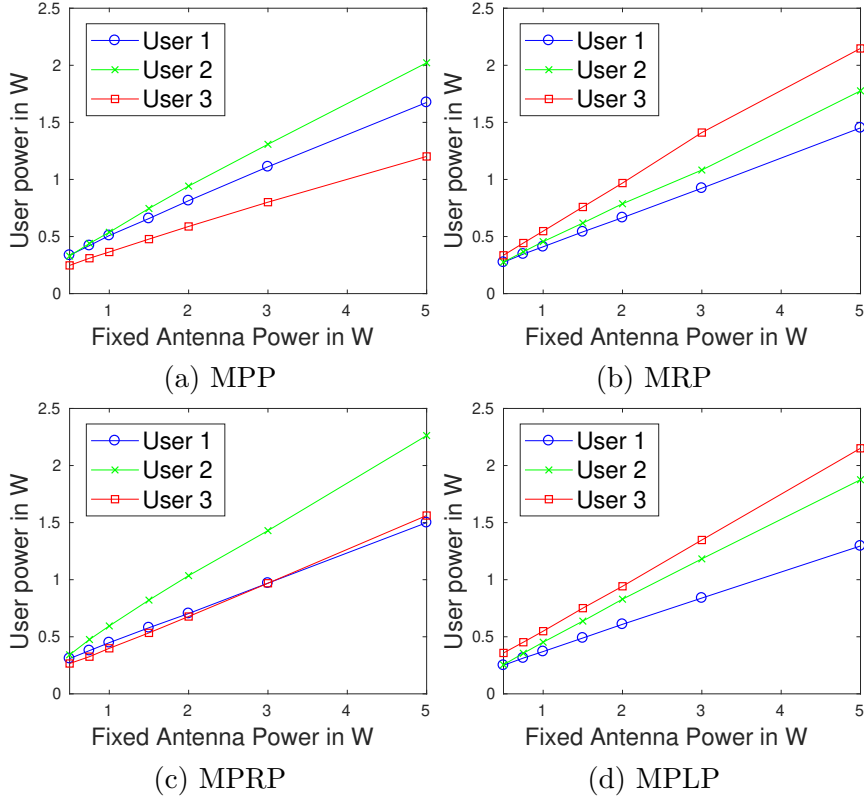 2.5
2
1.5
1
0.5
0
User power in W
User 1
User 2
User 3
1
2
3
4
5
Fixed Antenna Power in W
(a) MPP
2.5
2
1.5
1
0.5
0
User power in W
User 1
User 2
User 3
1
2
3
4
5
Fixed Antenna Power in W
(b) MRP
2.5
2
1.5
1
0.5
0
User power in W
User 1
User 2
User 3
1
2
3
4
5
Fixed Antenna Power in W
(c) MPRP
2.5
2
1.5
1
0.5
0
User power in W
User 1
User 2
User 3
1
2
3
4
5
Fixed Antenna Power in W
(d) MPLP